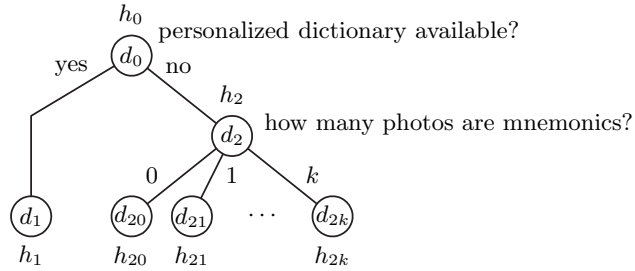 h₀
personalized dictionary available?
d₀
yes no
h₂
how many photos are mnemonics?
d₂
0 1 k
d₁ d₂₀ d₂₁ ··· d₂ₖ
h₁ h₂₀ h₂₁ h₂ₖ